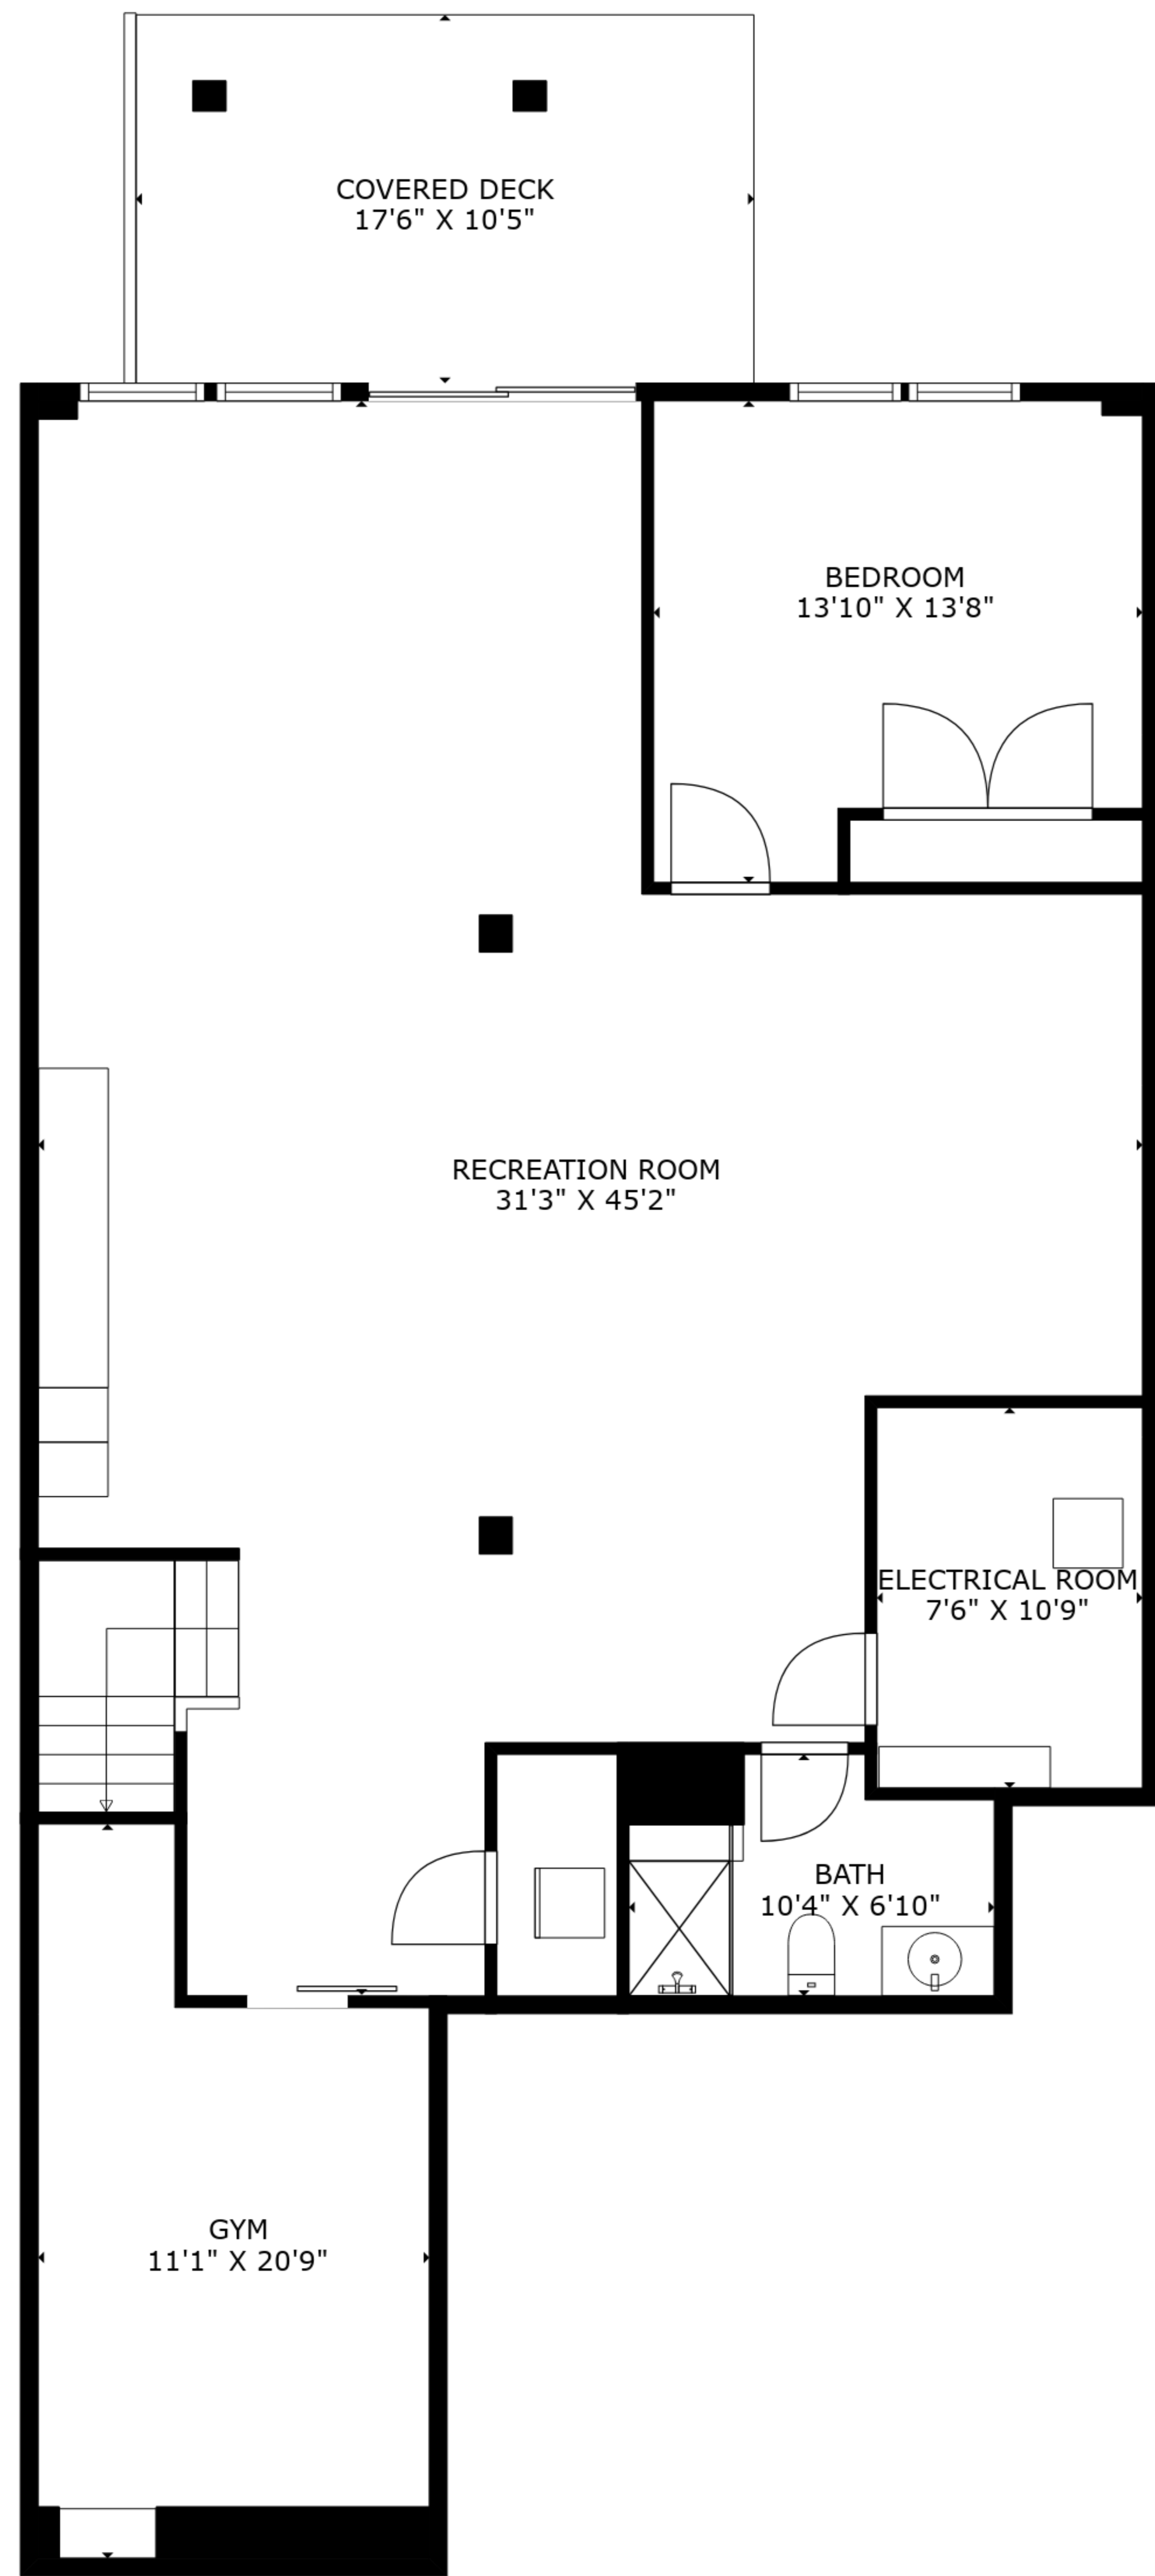 COVERED DECK
17'6" X 10'5"
BEDROOM
13'10" X 13'8"
RECREATION ROOM
31'3" X 45'2"
ELECTRICAL ROOM
7'6" X 10'9"
BATH
10'4" X 6'10"
GYM
11'1" X 20'9"